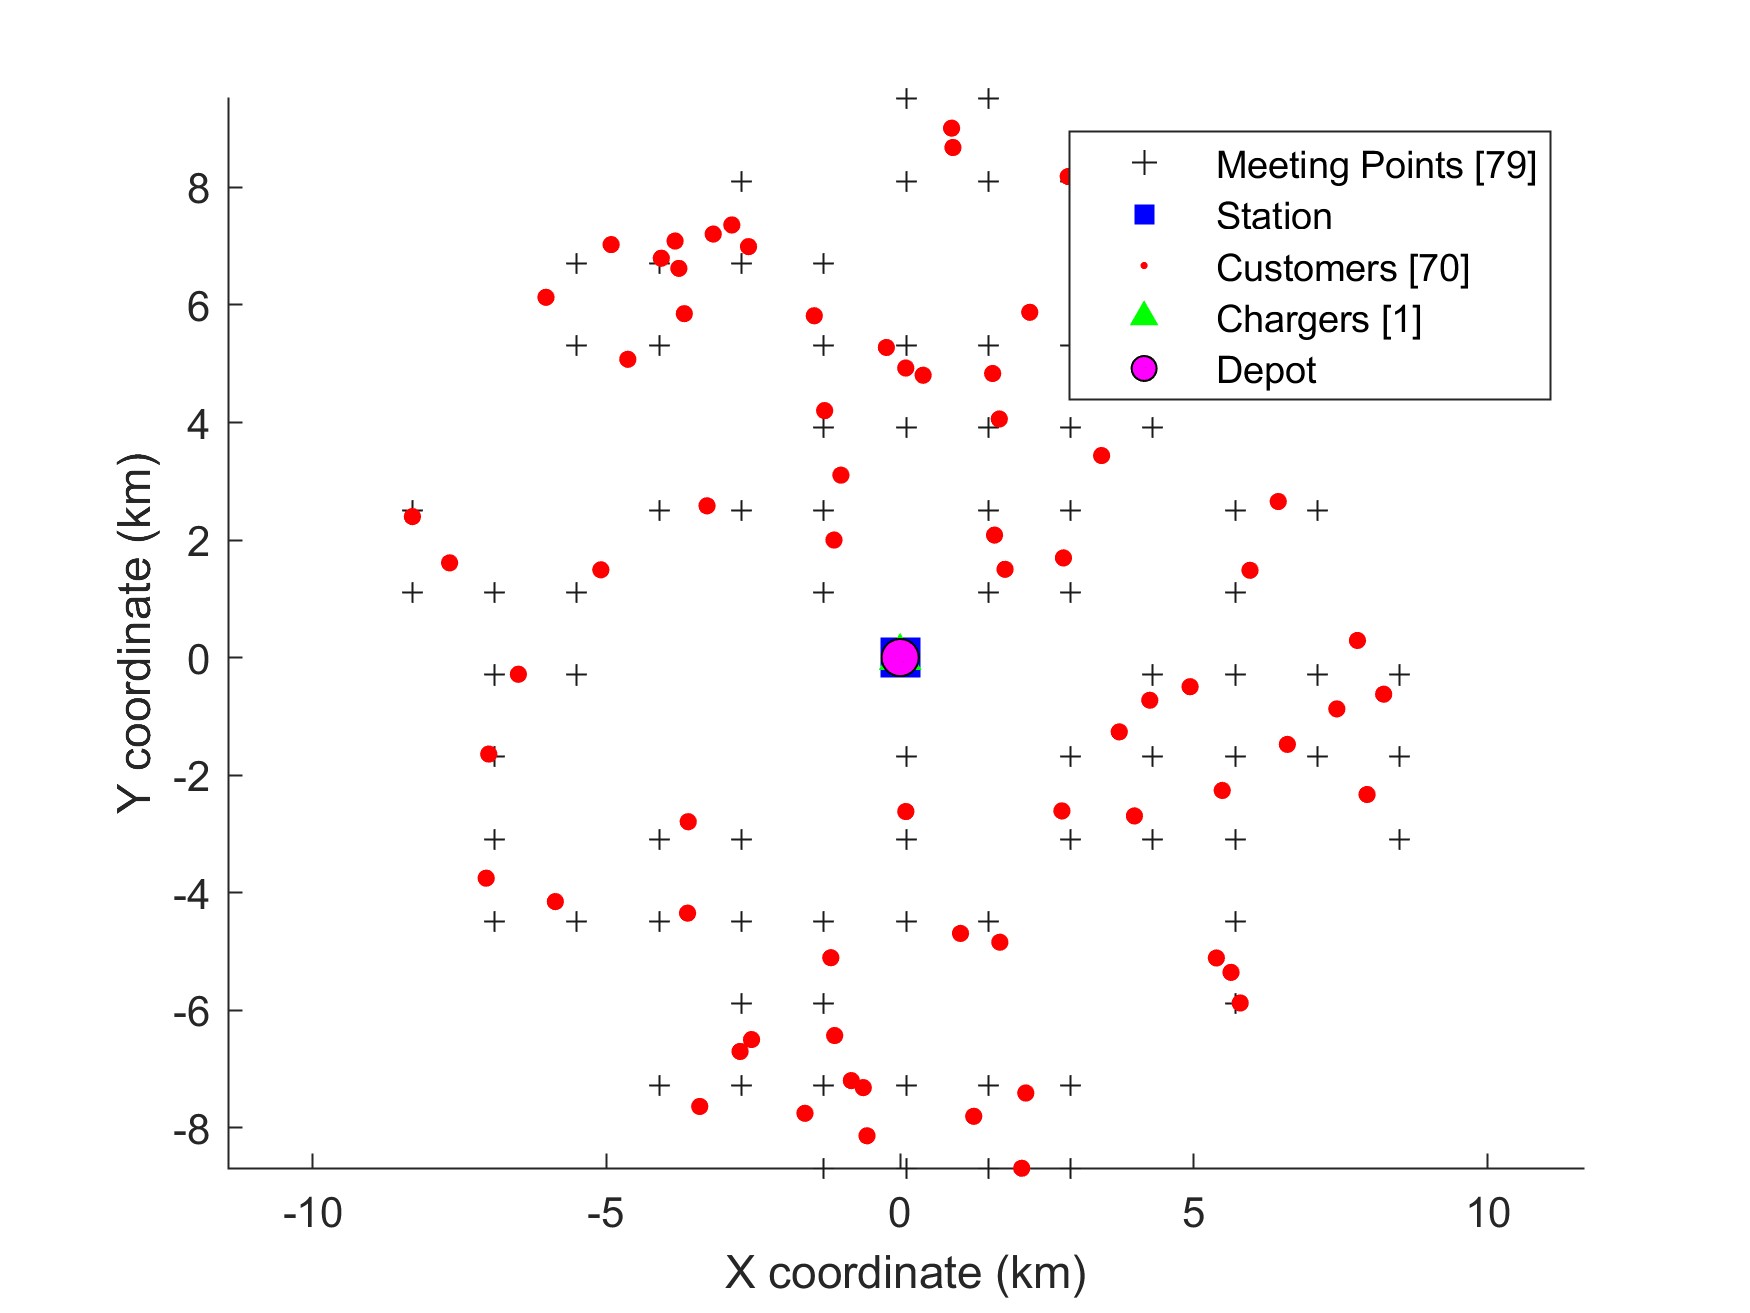 Meeting Points [79]
Station
Customers [70]
Chargers [1]
Depot
8
6
4
2
0
-2
-4
-6
-8
Y coordinate (km)
-10 -5 0 5 10
X coordinate (km)